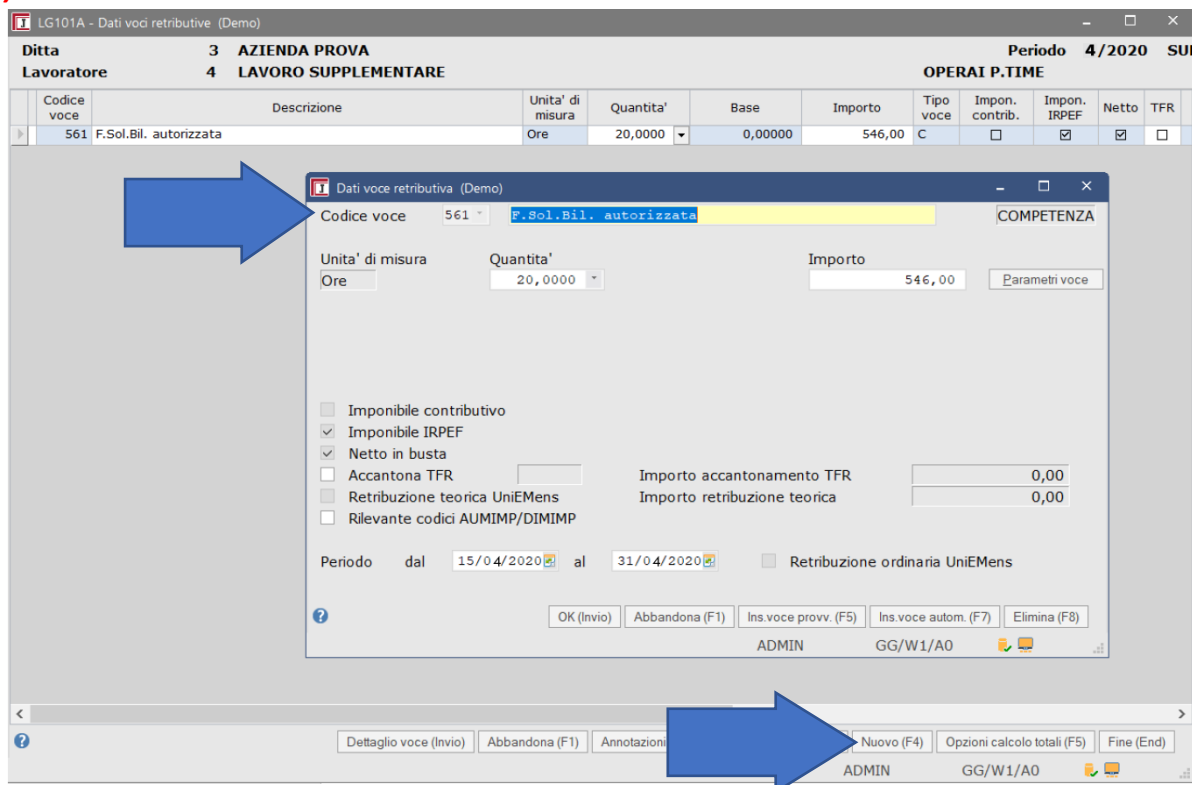 LG101A - Dati voci retributive (Demo)
Ditta 3 AZIENDA PROVA Periodo 4/2020 SUI
Lavoratore 4 LAVORO SUPPLEMENTARE OPERAI P.TIME
Codice voce Descrizione Unita' di misura Quantita' Base Importo Tipo voce Impon. contrib. Impon. IRPEF Netto TFR
561 F.Sol.Bil. autorizzata Ore 20,0000 0,00000 546,00 C
Dati voce retributiva (Demo)
Codice voce 561 F.Sol.Bil. autorizzata COMPETENZA
Unita' di misura Quantita' Importo
Ore 20,0000 546,00 Parametri voce
Imponibile contributivo
Imponibile IRPEF
Netto in busta
Accantona TFR Importo accantonamento TFR 0,00
Retribuzione teorica UniEMens Importo retribuzione teorica 0,00
Rilevante codici AUMIMP/DIMIMP
Periodo dal 15/04/2020 al 31/04/2020 Retribuzione ordinaria UniEMens
OK (Invio) Abbandona (F1) Ins.voce provv. (F5) Ins.voce autom. (F7) Elimina (F8)
ADMIN GG/W1/A0
Dettaglio voce (Invio) Abbandona (F1) Annotazioni Nuovo (F4) Opzioni calcolo totali (F5) Fine (End)
ADMIN GG/W1/A0